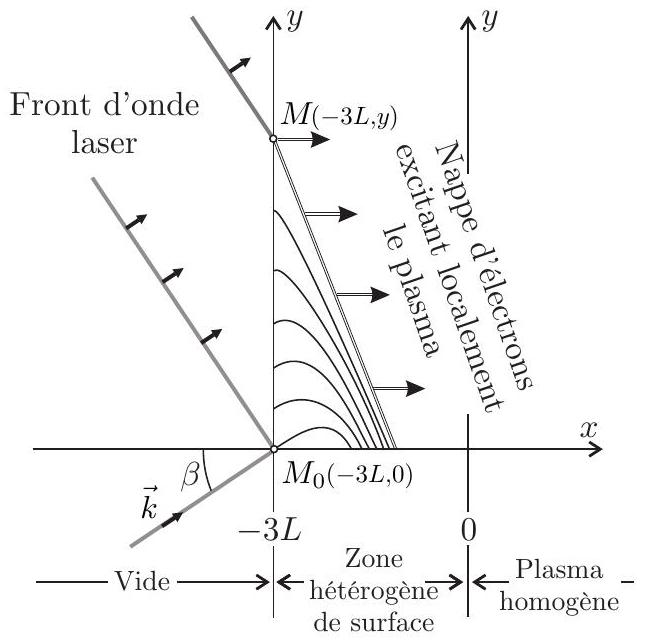 y
y
Front d'onde
laser
M(−3L,y)
Nappe d'électrons
excitant localement
le plasma
x
β
M₀(−3L,0)
k⃗
−3L
0
Vide
Zone
hétérogène
de surface
Plasma
homogène